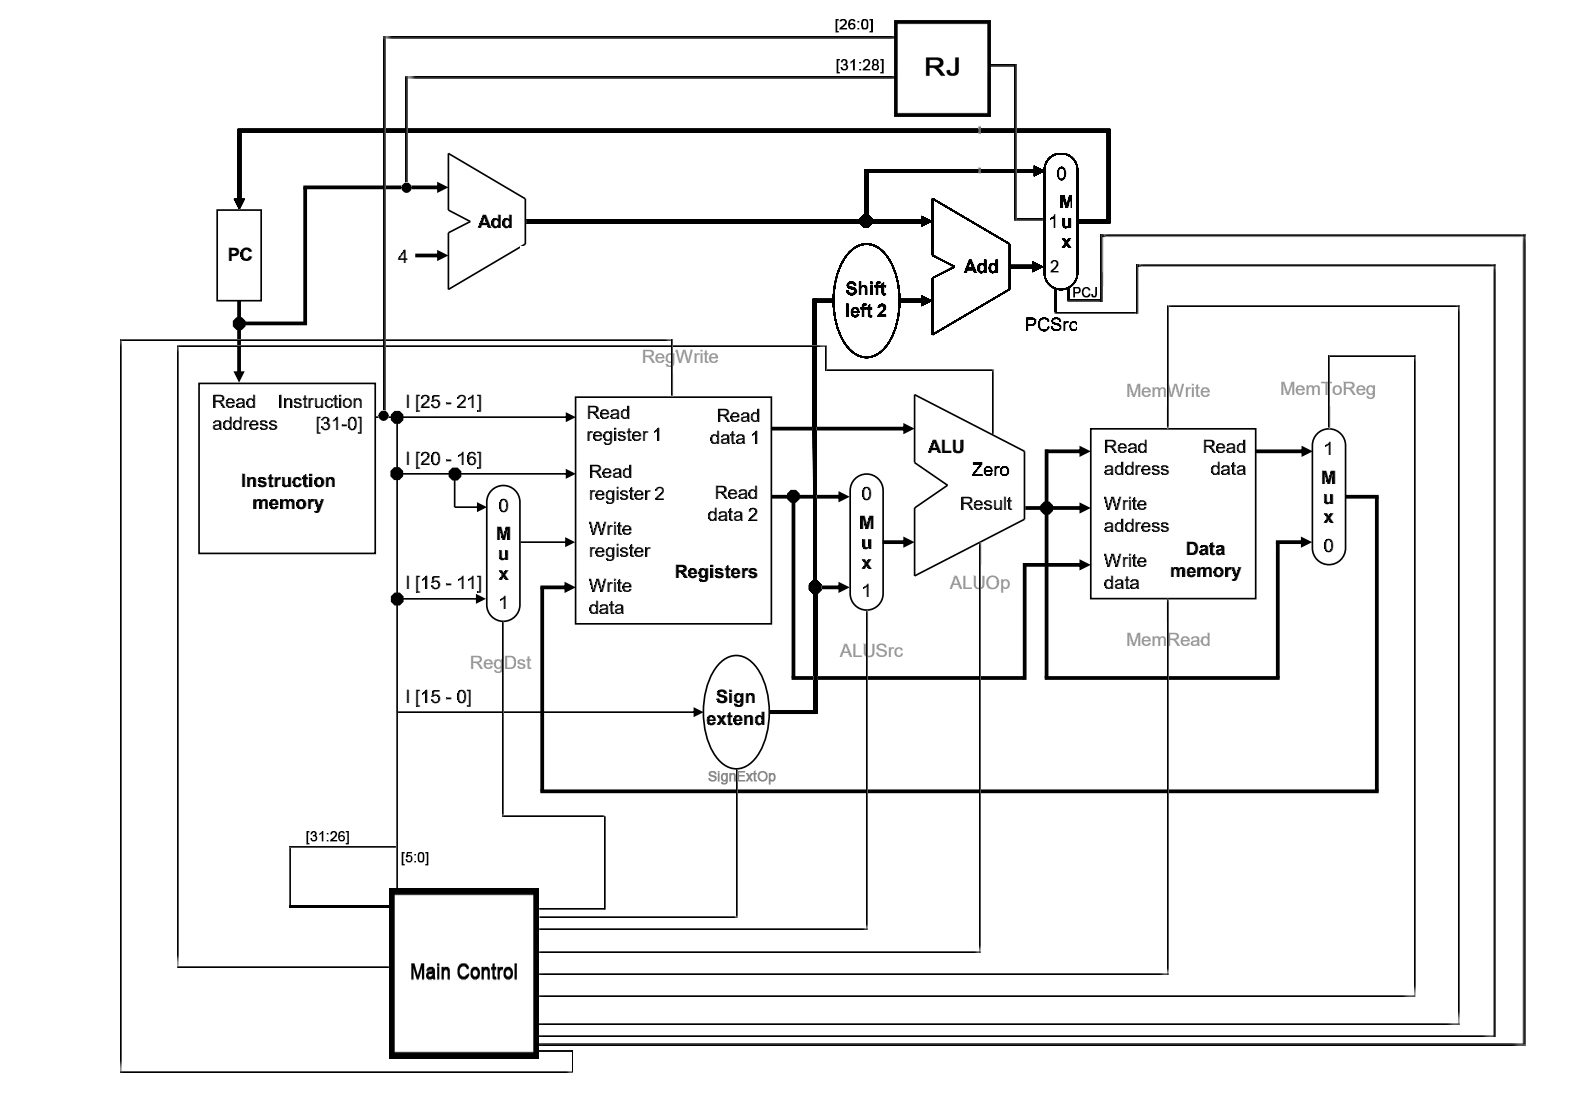 [26:0]
[31:28]
RJ
PC
Add
4
0
M
u
x
1
2
Add
Shift
left 2
PCJ
PCSrc
RegWrite
MemWrite
MemToReg
Read
address
Instruction
[31-0]
Instruction
memory
I [25 - 21]
I [20 - 16]
I [15 - 11]
I [15 - 0]
0
M
u
x
1
RegDst
Read
register 1
Read
register 2
Write
register
Write
data
Read
data 1
Read
data 2
Registers
0
M
u
x
1
ALUSrc
ALU
Zero
Result
ALUOp
Read
address
Write
address
Write
data
Read
data
Data
memory
MemRead
1
M
u
x
0
Sign
extend
SignExtOp
[31:26]
[5:0]
Main Control